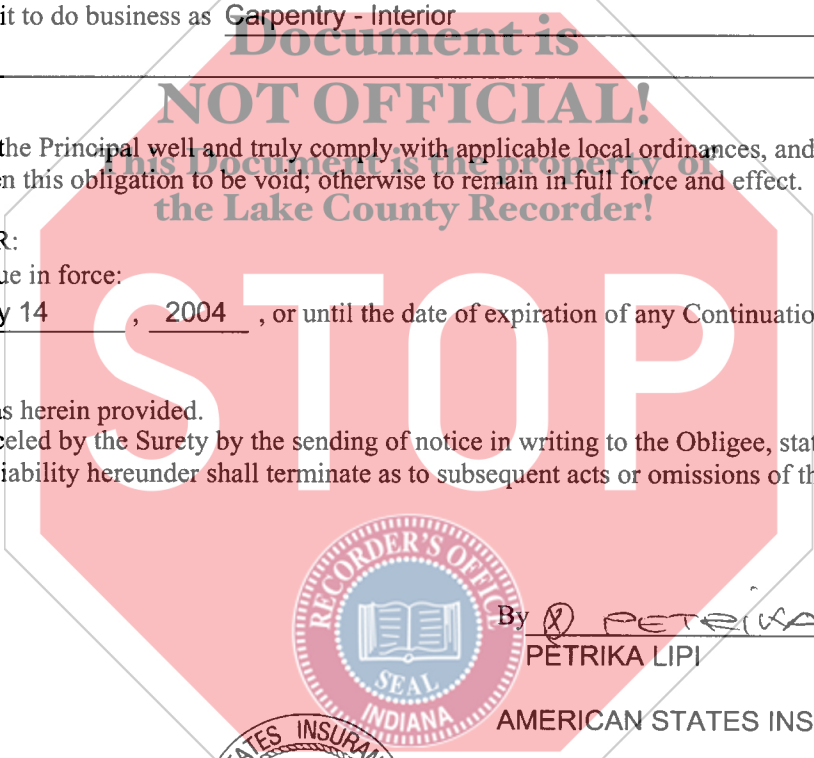 it to do business as Carpentry - Interior
Document is
NOT OFFICIAL!
the Principal well and truly comply with applicable local ordinances, and
This Document is the property of
en this obligation to be void; otherwise to remain in full force and effect.
the Lake County Recorder!
R:
ue in force:
y 14 , 2004 , or until the date of expiration of any Continuatio
STOP
as herein provided.
celed by the Surety by the sending of notice in writing to the Obligee, stat
iability hereunder shall terminate as to subsequent acts or omissions of th
RECORDER'S OFFICE
SEAL
INDIANA
By X PETRIKA
PETRIKA LIPI
AMERICAN STATES INS
TATES INSURAN